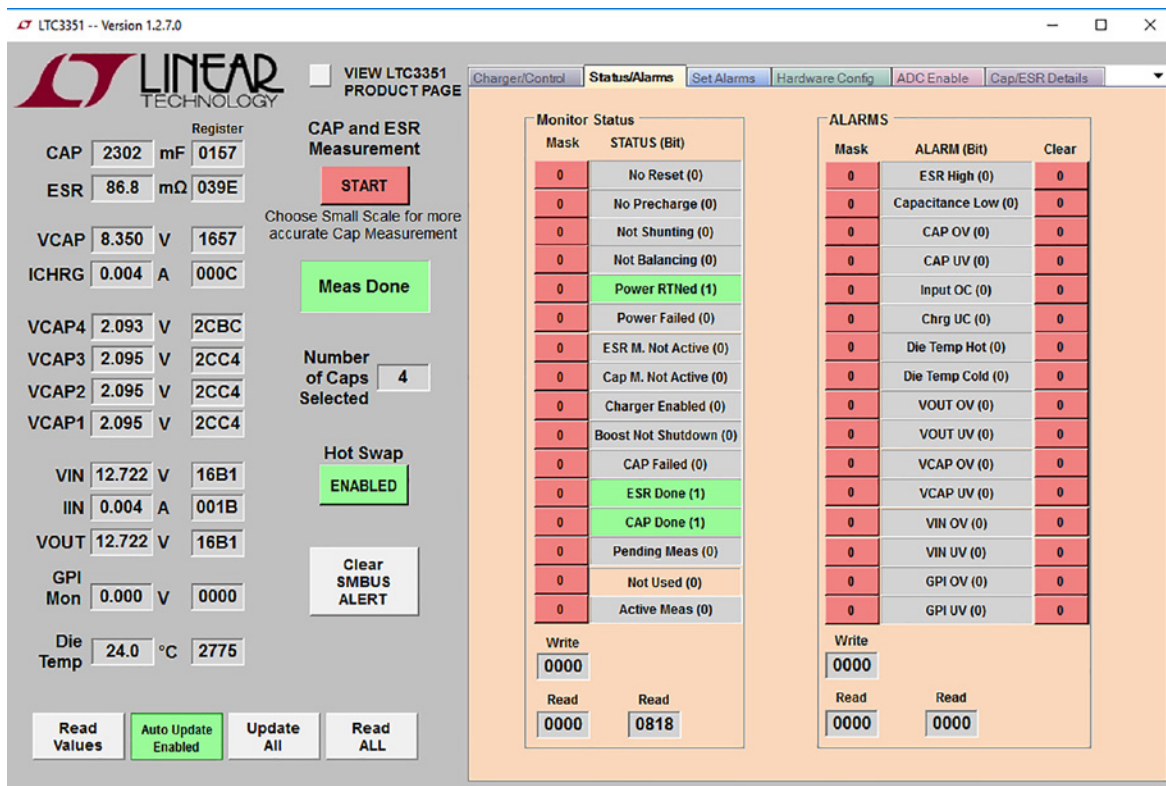 LTC3351 -- Version 1.2.7.0
LINEAR
TECHNOLOGY
VIEW LTC3351
PRODUCT PAGE
Register
CAP 2302 mF 0157
ESR 86.8 mΩ 039E
VCAP 8.350 V 1657
ICHRG 0.004 A 000C
VCAP4 2.093 V 2CBC
VCAP3 2.095 V 2CC4
VCAP2 2.095 V 2CC4
VCAP1 2.095 V 2CC4
VIN 12.722 V 16B1
IIN 0.004 A 001B
VOUT 12.722 V 16B1
GPI
Mon 0.000 V 0000
Die
Temp 24.0 °C 2775
CAP and ESR
Measurement
START
Choose Small Scale for more
accurate Cap Measurement
Meas Done
Number
of Caps 4
Selected
Hot Swap
ENABLED
Clear
SMBUS
ALERT
Read
Values
Auto Update
Enabled
Update
All
Read
ALL
Charger/Control Status/Alarms Set Alarms Hardware Config ADC Enable Cap/ESR Details
Monitor Status
Mask STATUS (Bit)
0 No Reset (0)
0 No Precharge (0)
0 Not Shunting (0)
0 Not Balancing (0)
0 Power RTNed (1)
0 Power Failed (0)
0 ESR M. Not Active (0)
0 Cap M. Not Active (0)
0 Charger Enabled (0)
0 Boost Not Shutdown (0)
0 CAP Failed (0)
0 ESR Done (1)
0 CAP Done (1)
0 Pending Meas (0)
0 Not Used (0)
0 Active Meas (0)
Write
0000
Read Read
0000 0818
ALARMS
Mask ALARM (Bit) Clear
0 ESR High (0) 0
0 Capacitance Low (0) 0
0 CAP OV (0) 0
0 CAP UV (0) 0
0 Input OC (0) 0
0 Chrg UC (0) 0
0 Die Temp Hot (0) 0
0 Die Temp Cold (0) 0
0 VOUT OV (0) 0
0 VOUT UV (0) 0
0 VCAP OV (0) 0
0 VCAP UV (0) 0
0 VIN OV (0) 0
0 VIN UV (0) 0
0 GPI OV (0) 0
0 GPI UV (0) 0
Write
0000
Read Read
0000 0000